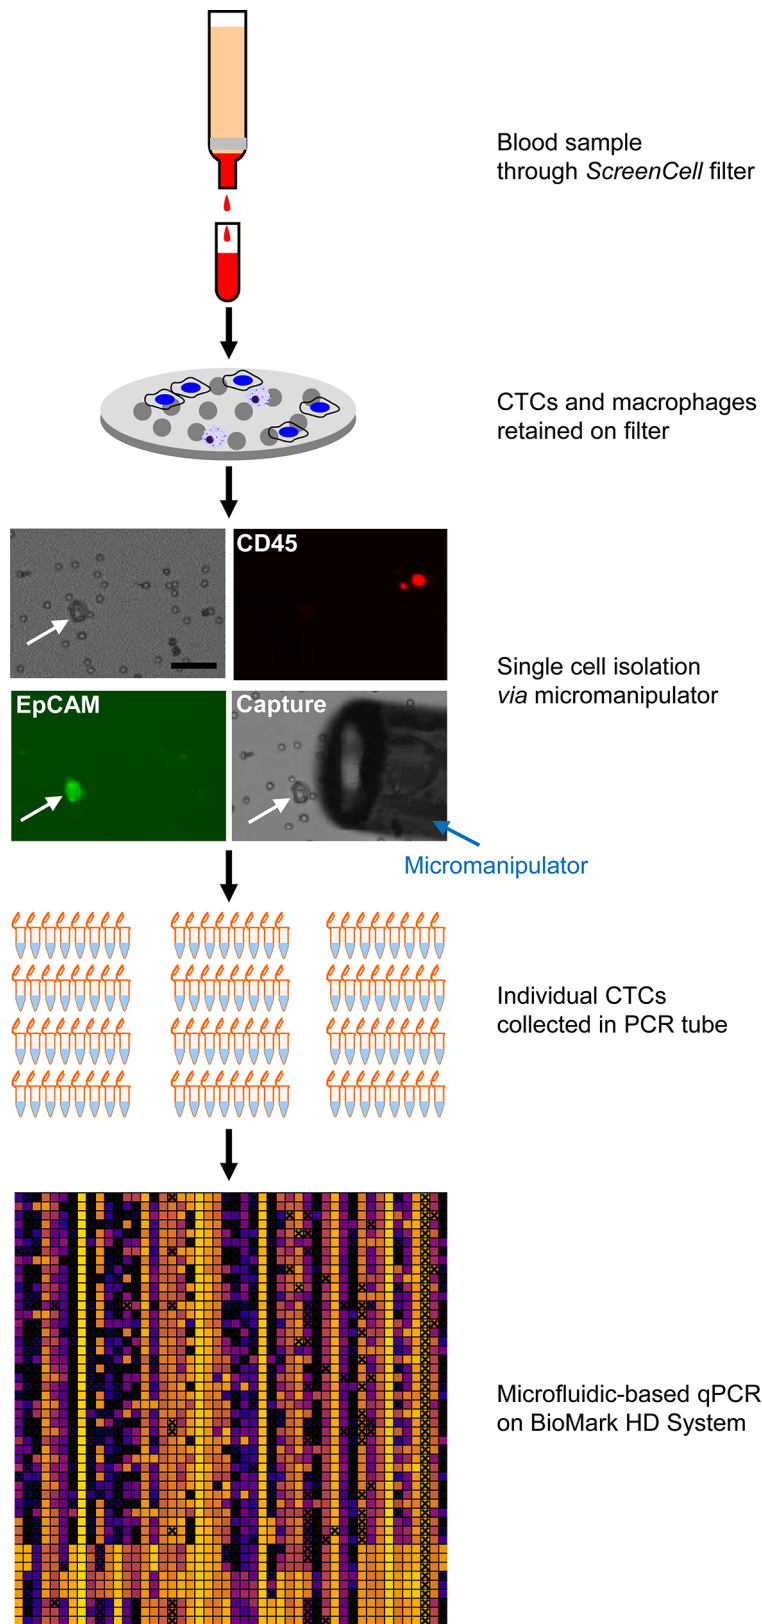 Blood sample
through ScreenCell filter
CTCs and macrophages
retained on filter
CD45
EpCAM
Capture
Single cell isolation
via micromanipulator
Micromanipulator
Individual CTCs
collected in PCR tube
Microfluidic-based qPCR
on BioMark HD System